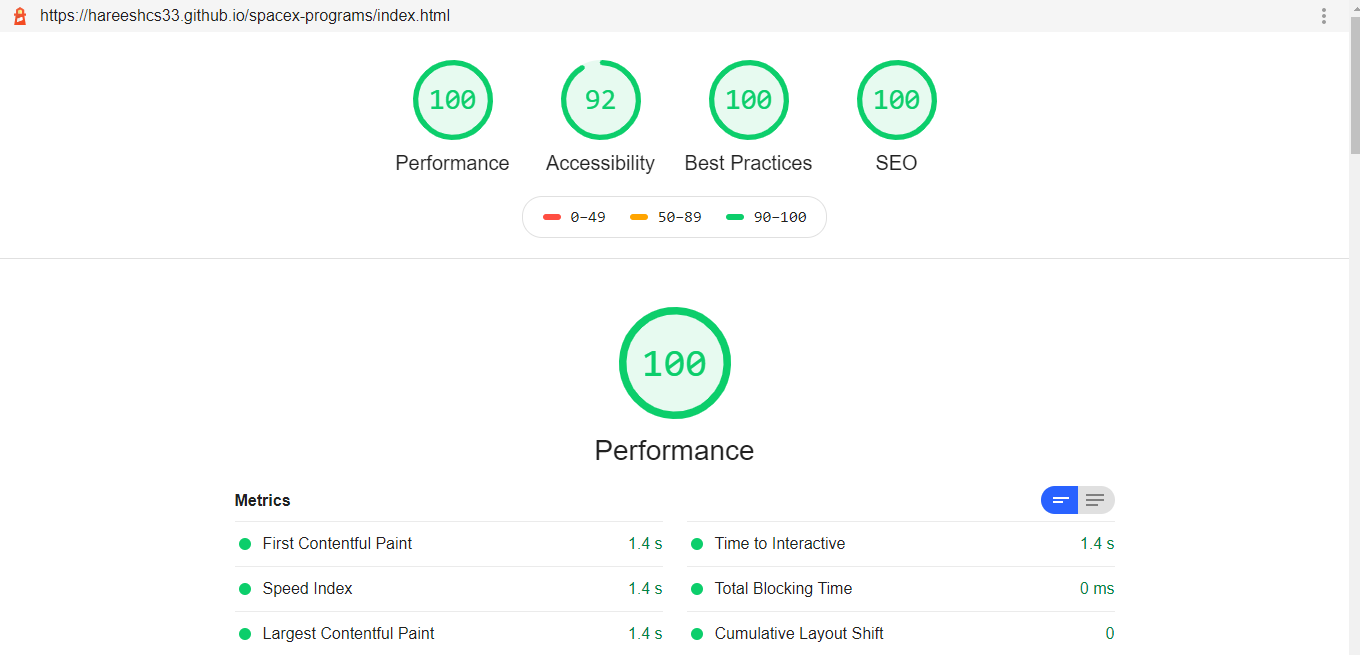 https://hareeshcs33.github.io/spacex-programs/index.html
100 92 100 100
Performance Accessibility Best Practices SEO
0–49 50–89 90–100
100
Performance
Metrics
First Contentful Paint 1.4 s
Time to Interactive 1.4 s
Speed Index 1.4 s
Total Blocking Time 0 ms
Largest Contentful Paint 1.4 s
Cumulative Layout Shift 0